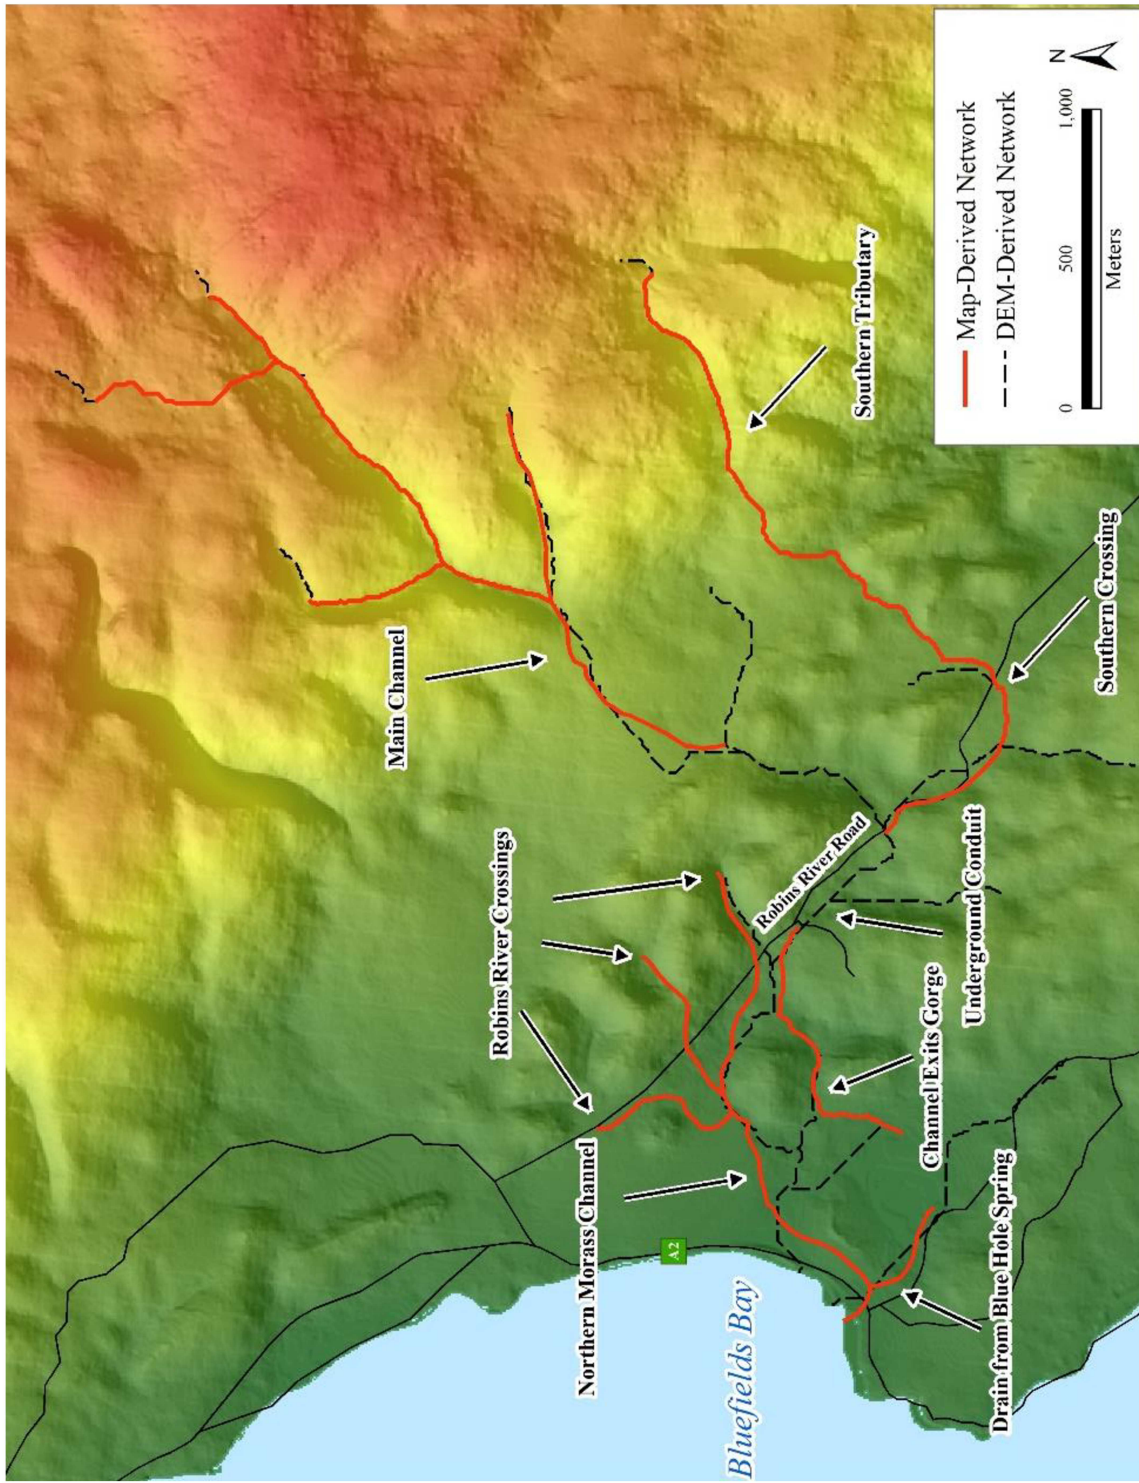 Main Channel
Robins River Crossings
Northern Morass Channel
A2
Bluefields Bay
Robins River Road
Southern Tributary
Southern Crossing
Underground Conduit
Channel Exits Gorge
Drain from Blue Hole Spring
Map-Derived Network
DEM-Derived Network
N
0 500 1,000
Meters